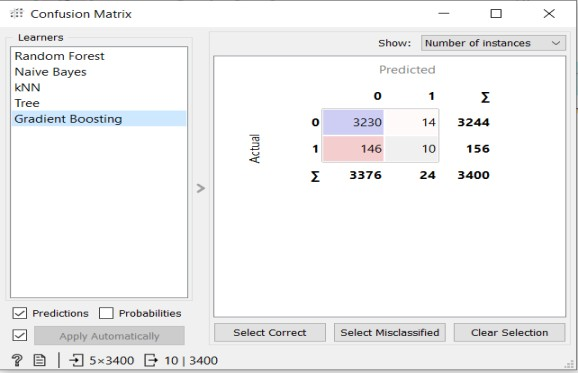 Confusion Matrix
Learners
Random Forest
Naive Bayes
kNN
Tree
Gradient Boosting
Predictions
Probabilities
Apply Automatically
Show: Number of instances
Predicted
0 1 Σ
Actual
0 3230 14 3244
1 146 10 156
Σ 3376 24 3400
Select Correct Select Misclassified Clear Selection
? 5×3400 10 | 3400